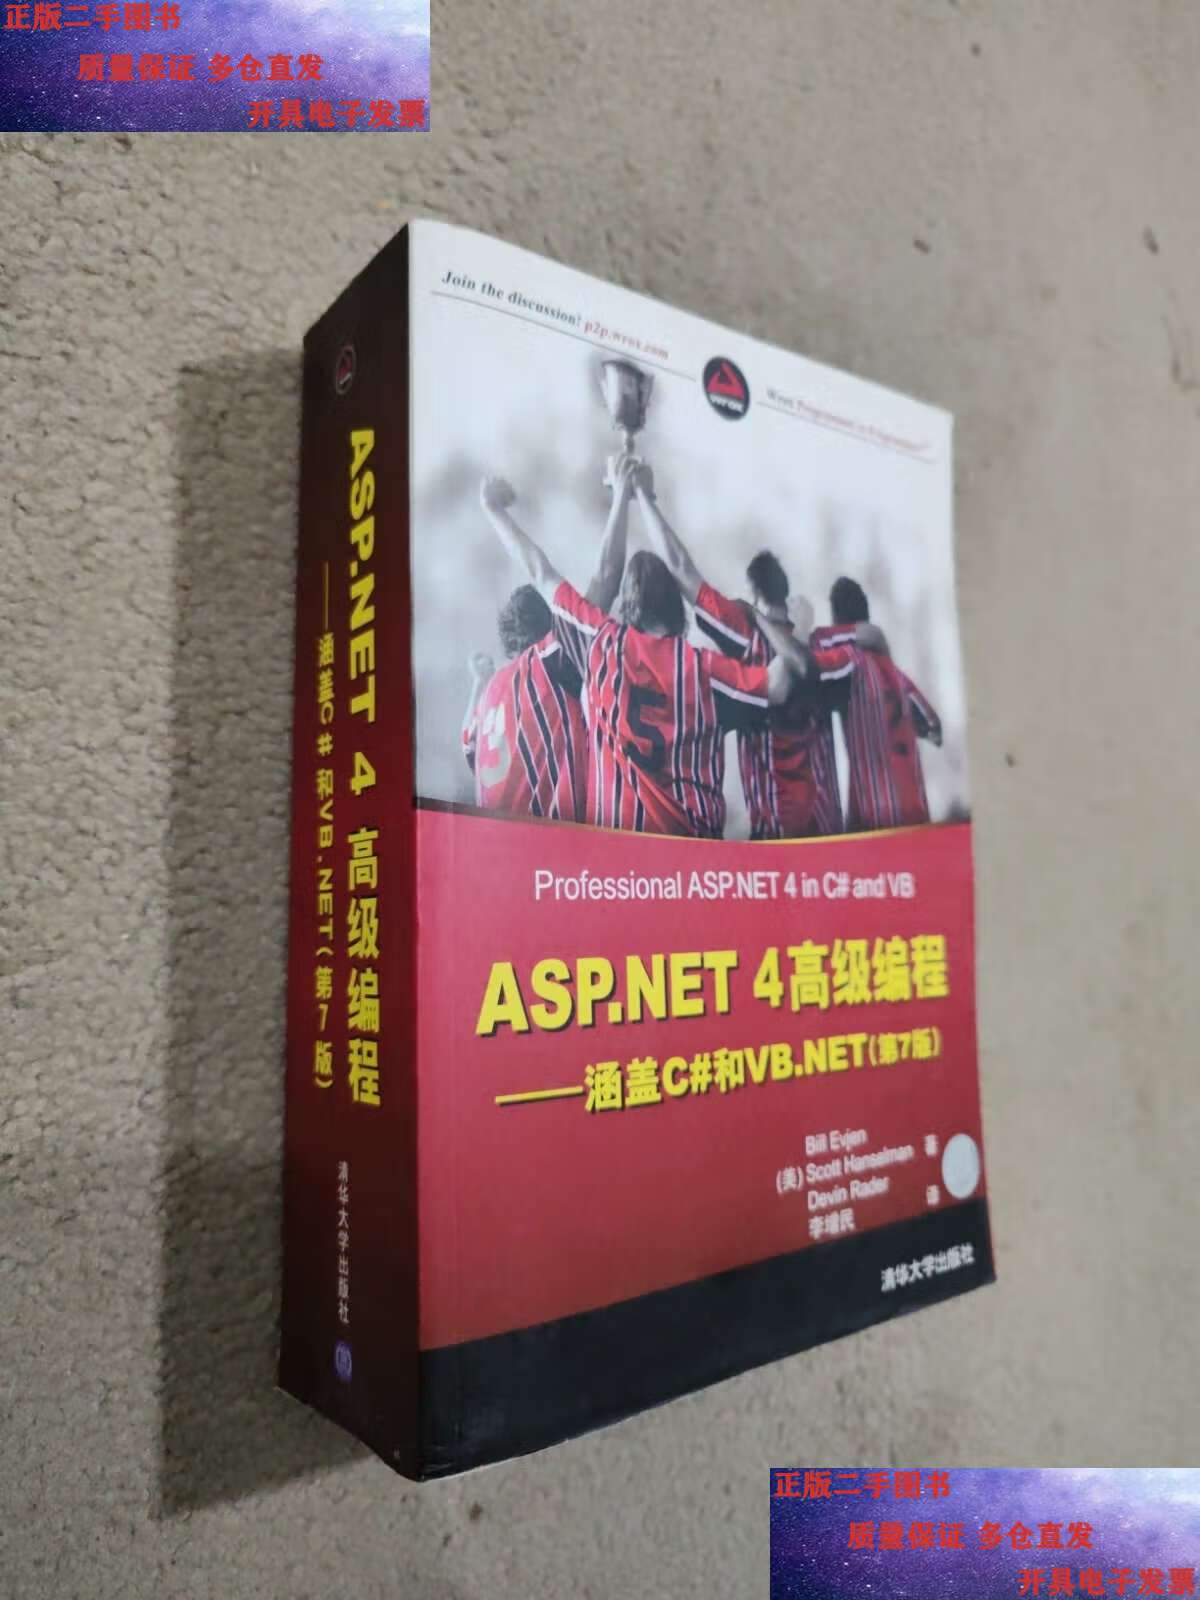 正版二手图书
质量保证 多仓直发
开具电子发票
Join the discussion! p2p.wrox.com
wrox
Wrox Programmer to Programmer™
3
5
Professional ASP.NET 4 in C# and VB
ASP.NET 4高级编程
——涵盖C#和VB.NET(第7版)
Bill Evjen
(美) Scott Hanselman 著
Devin Rader
李增民 译
清华大学出版社
ASP.NET 4 高级编程
——涵盖C#和VB.NET(第7版)
清华大学出版社
正版二手图书
质量保证 多仓直发
开具电子发票